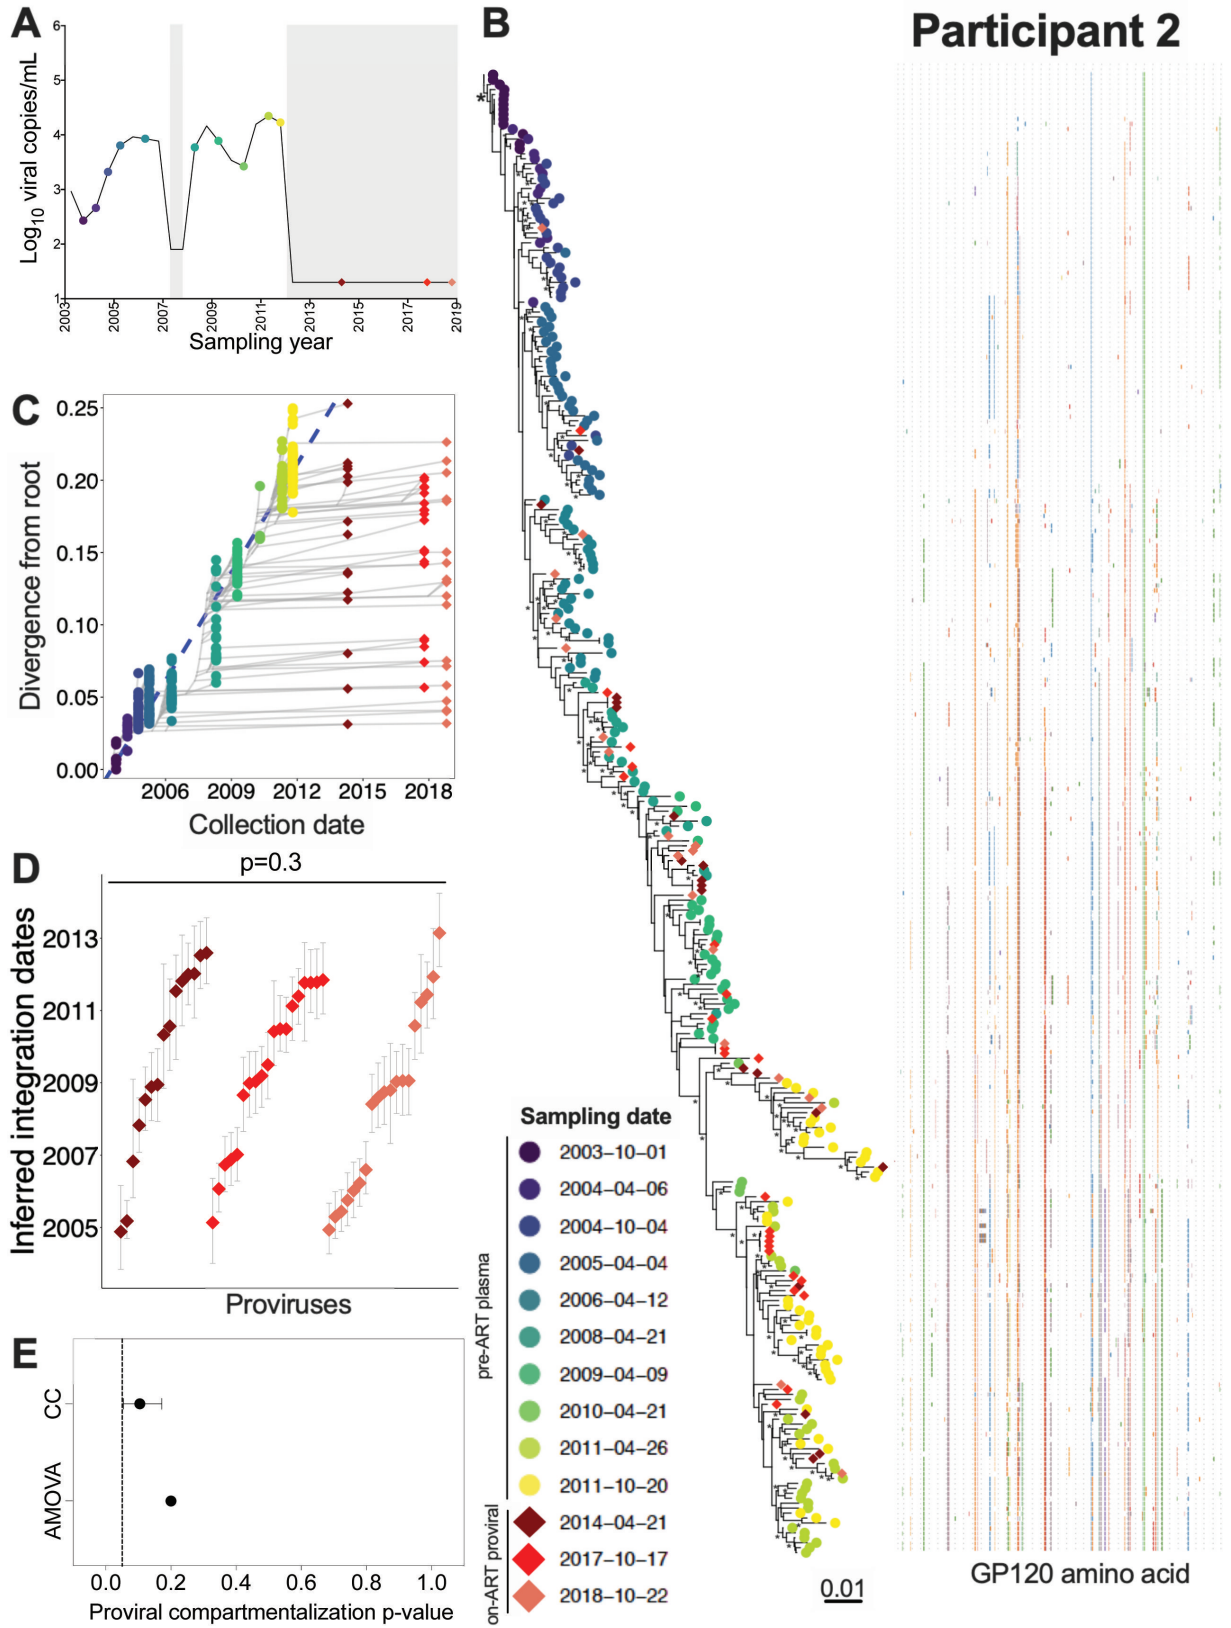 A
Log10 viral copies/mL
6
5
4
3
2
1
2003
2005
2007
2009
2011
2013
2015
2017
2019
Sampling year
B
*
Participant 2
GP120 amino acid
0.01
C
Divergence from root
0.25
0.20
0.15
0.10
0.05
0.00
2006
2009
2012
2015
2018
Collection date
D
p=0.3
Inferred integration dates
2013
2011
2009
2007
2005
Proviruses
E
CC
AMOVA
0.0
0.2
0.4
0.6
0.8
1.0
Proviral compartmentalization p-value
Sampling date
pre-ART plasma
2003-10-01
2004-04-06
2004-10-04
2005-04-04
2006-04-12
2008-04-21
2009-04-09
2010-04-21
2011-04-26
2011-10-20
on-ART proviral
2014-04-21
2017-10-17
2018-10-22